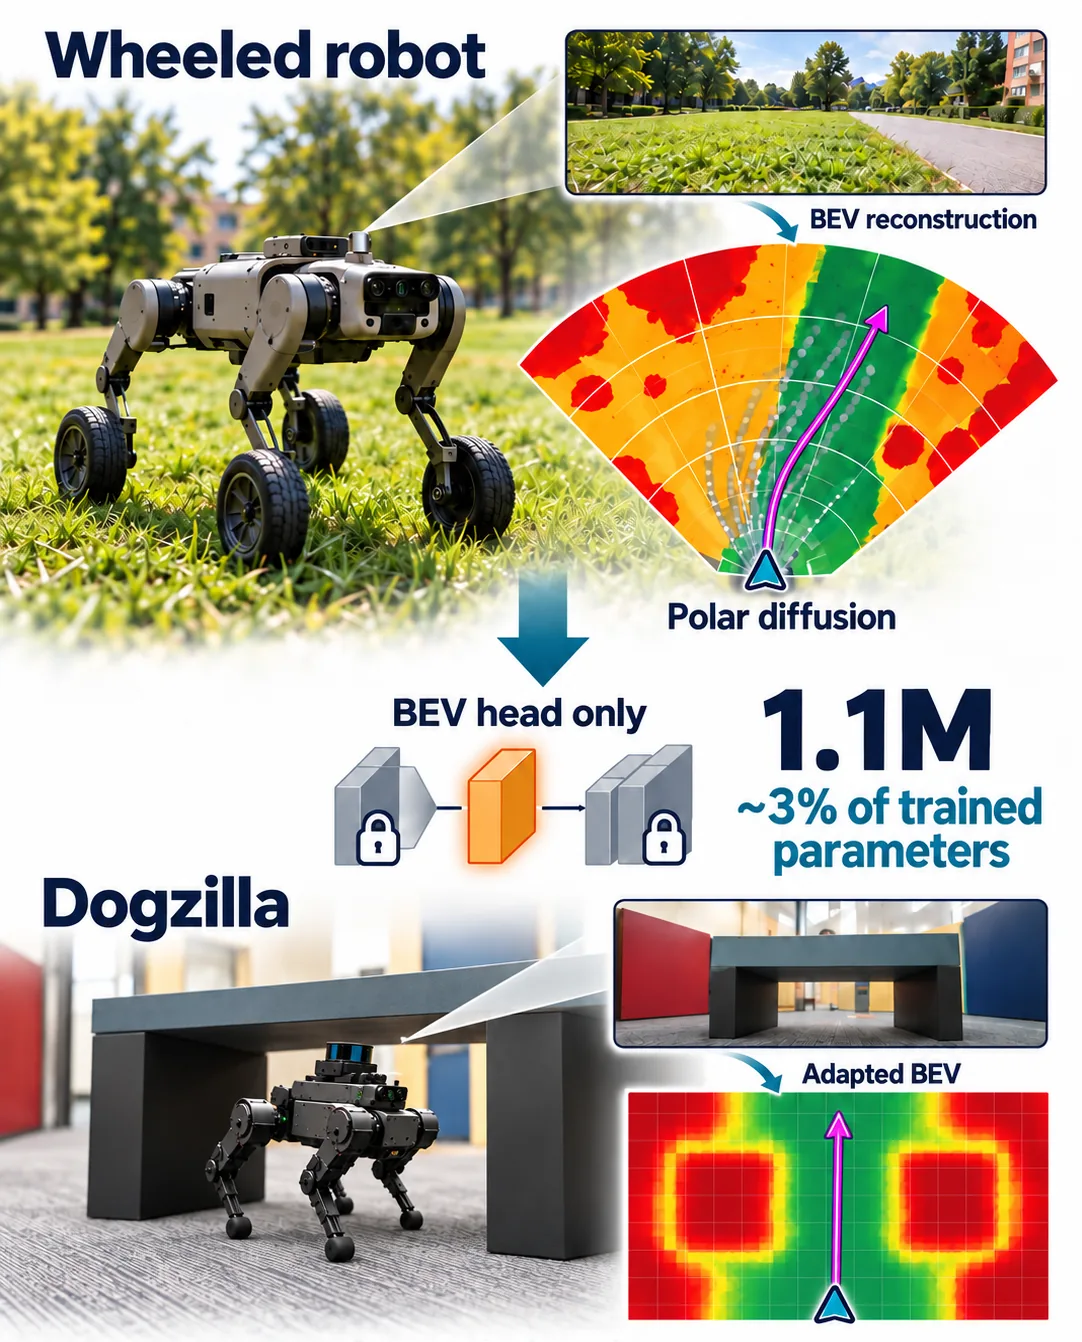 Wheeled robot
BEV reconstruction
Polar diffusion
BEV head only
1.1M
~3% of trained
parameters
Dogzilla
Adapted BEV